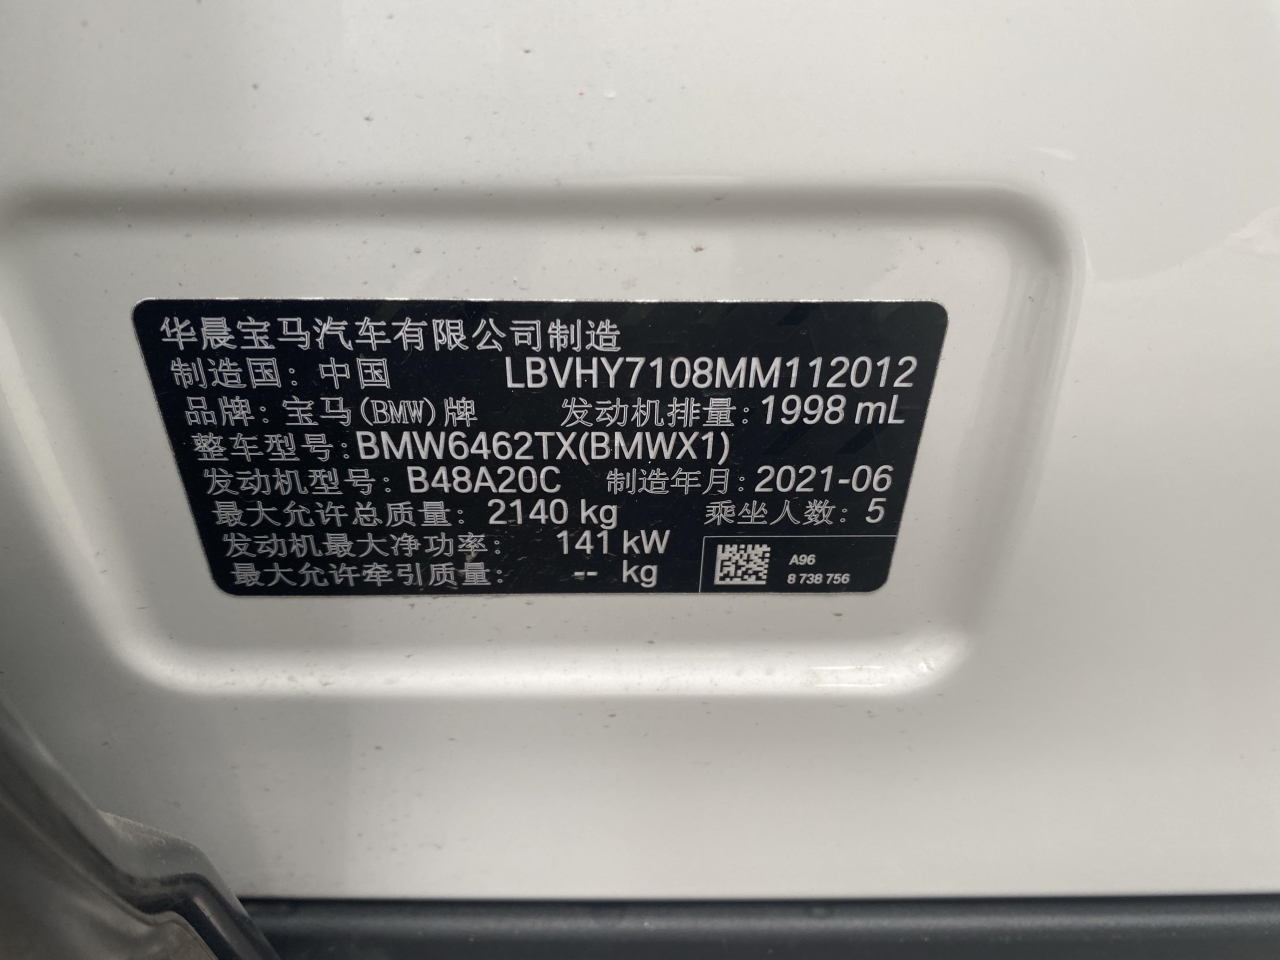 华晨宝马汽车有限公司制造
制造国: 中国 LBVHY7108MM112012
品牌: 宝马(BMW)牌 发动机排量: 1998 mL
整车型号: BMW6462TX(BMWX1)
发动机型号: B48A20C 制造年月: 2021-06
最大允许总质量: 2140 kg 乘坐人数: 5
发动机最大净功率: 141 kW
最大允许牵引质量: -- kg
A96
8 738 756